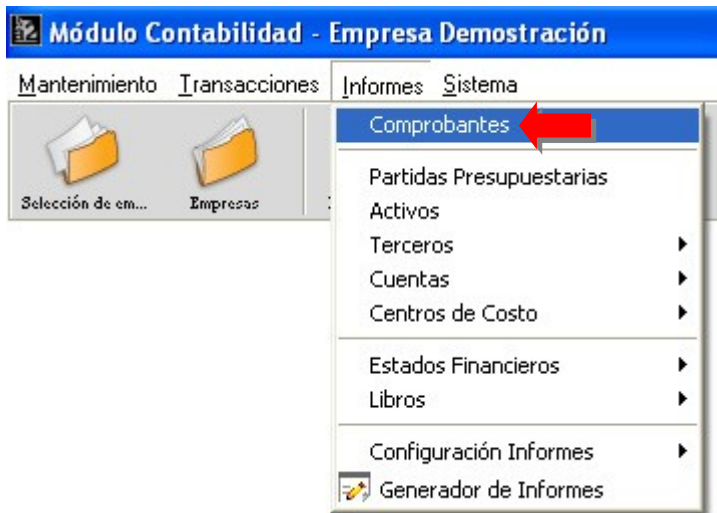 Módulo Contabilidad - Empresa Demostración
Mantenimiento Transacciones Informes Sistema
Selección de em... Empresas
Comprobantes
Partidas Presupuestarias
Activos
Terceros
Cuentas
Centros de Costo
Estados Financieros
Libros
Configuración Informes
Generador de Informes